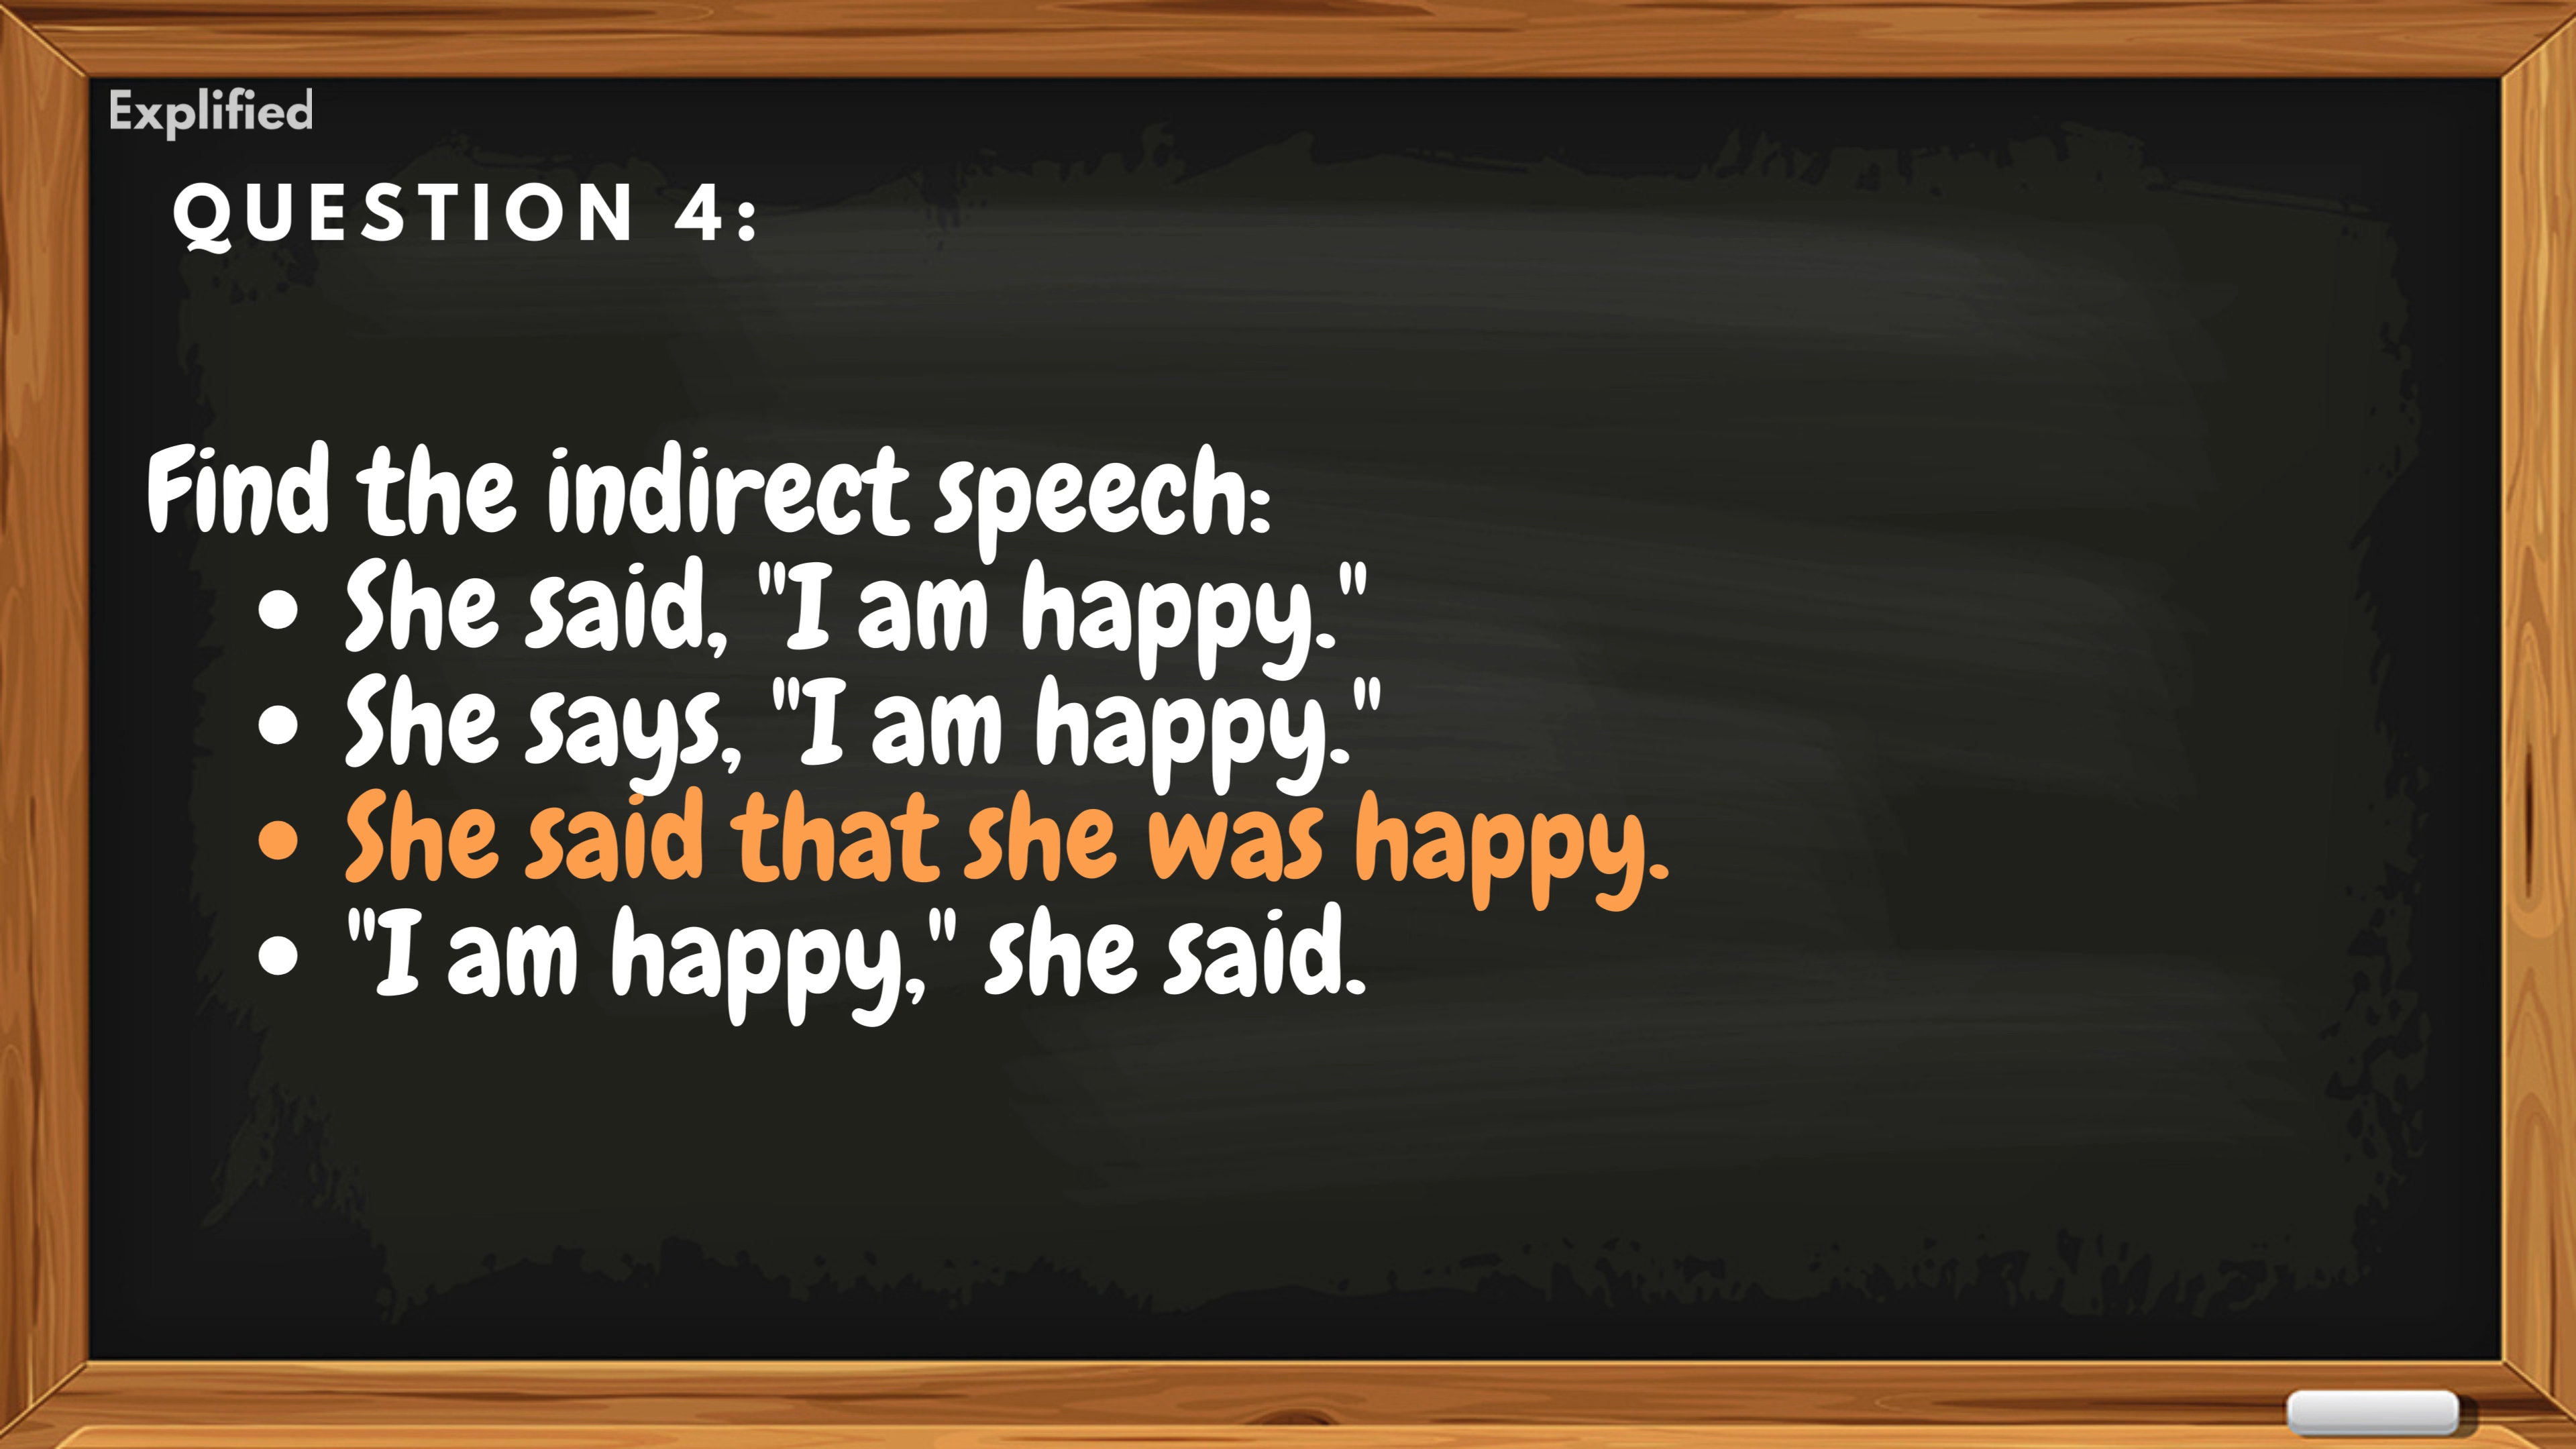 Explified
QUESTION 4:
Find the indirect speech:
• She said, "I am happy."
• She says, "I am happy."
• She said that she was happy.
• "I am happy," she said.